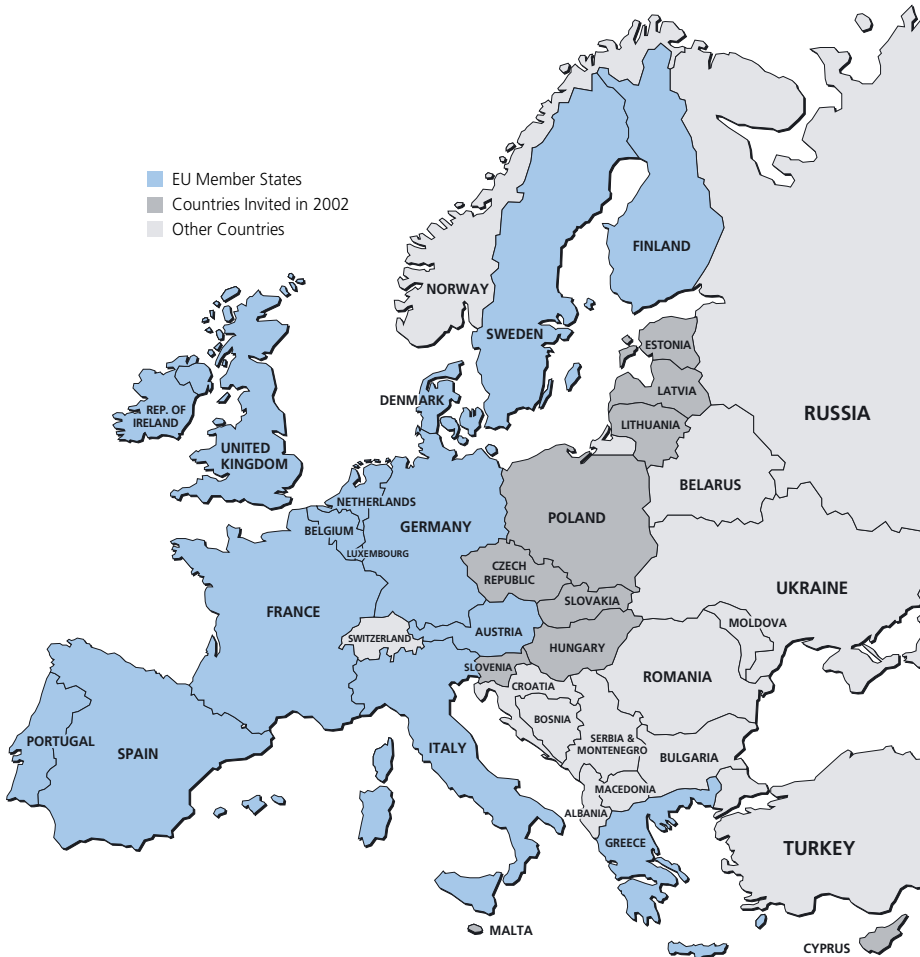 EU Member States
Countries Invited in 2002
Other Countries
FINLAND
NORWAY
SWEDEN
ESTONIA
DENMARK
LATVIA
REP. OF
IRELAND
RUSSIA
LITHUANIA
UNITED
KINGDOM
BELARUS
NETHERLANDS
POLAND
GERMANY
BELGIUM
LUXEMBOURG
CZECH
REPUBLIC
UKRAINE
SLOVAKIA
FRANCE
MOLDOVA
AUSTRIA
SWITZERLAND
HUNGARY
SLOVENIA
ROMANIA
CROATIA
BOSNIA
PORTUGAL
SPAIN
ITALY
SERBIA &
MONTENEGRO
BULGARIA
MACEDONIA
ALBANIA
GREECE
TURKEY
MALTA
CYPRUS